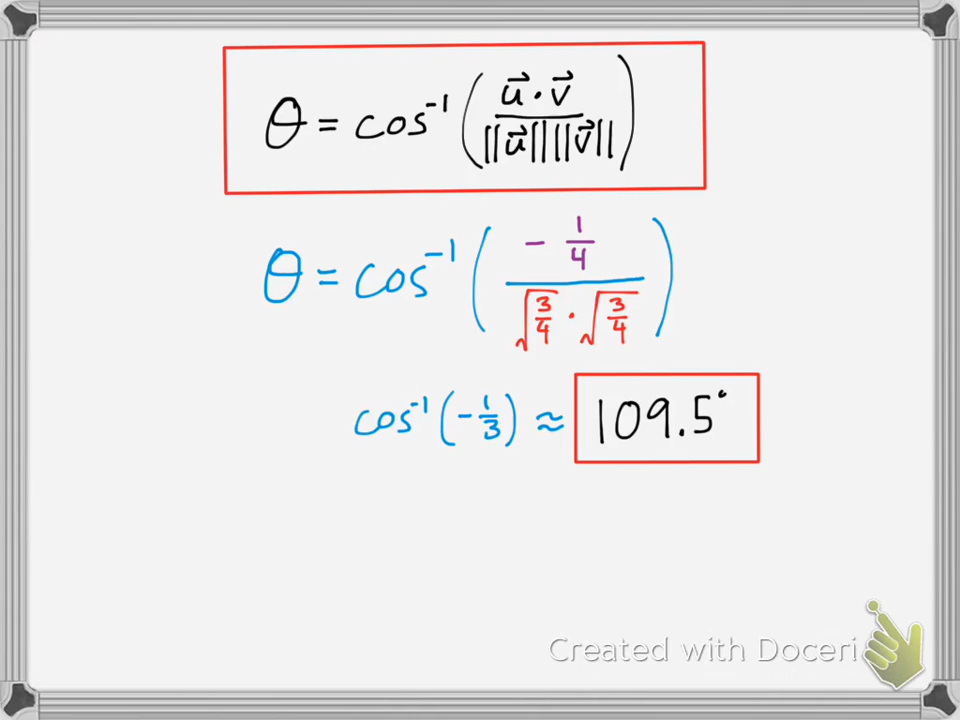 θ = cos⁻¹ ( u⃗ · v⃗ / ||u⃗|| ||v⃗|| )
θ = cos⁻¹ ( - 1/4 / √(3/4) · √(3/4) )
cos⁻¹ (- 1/3) ≈ 109.5°
Created with Doceri